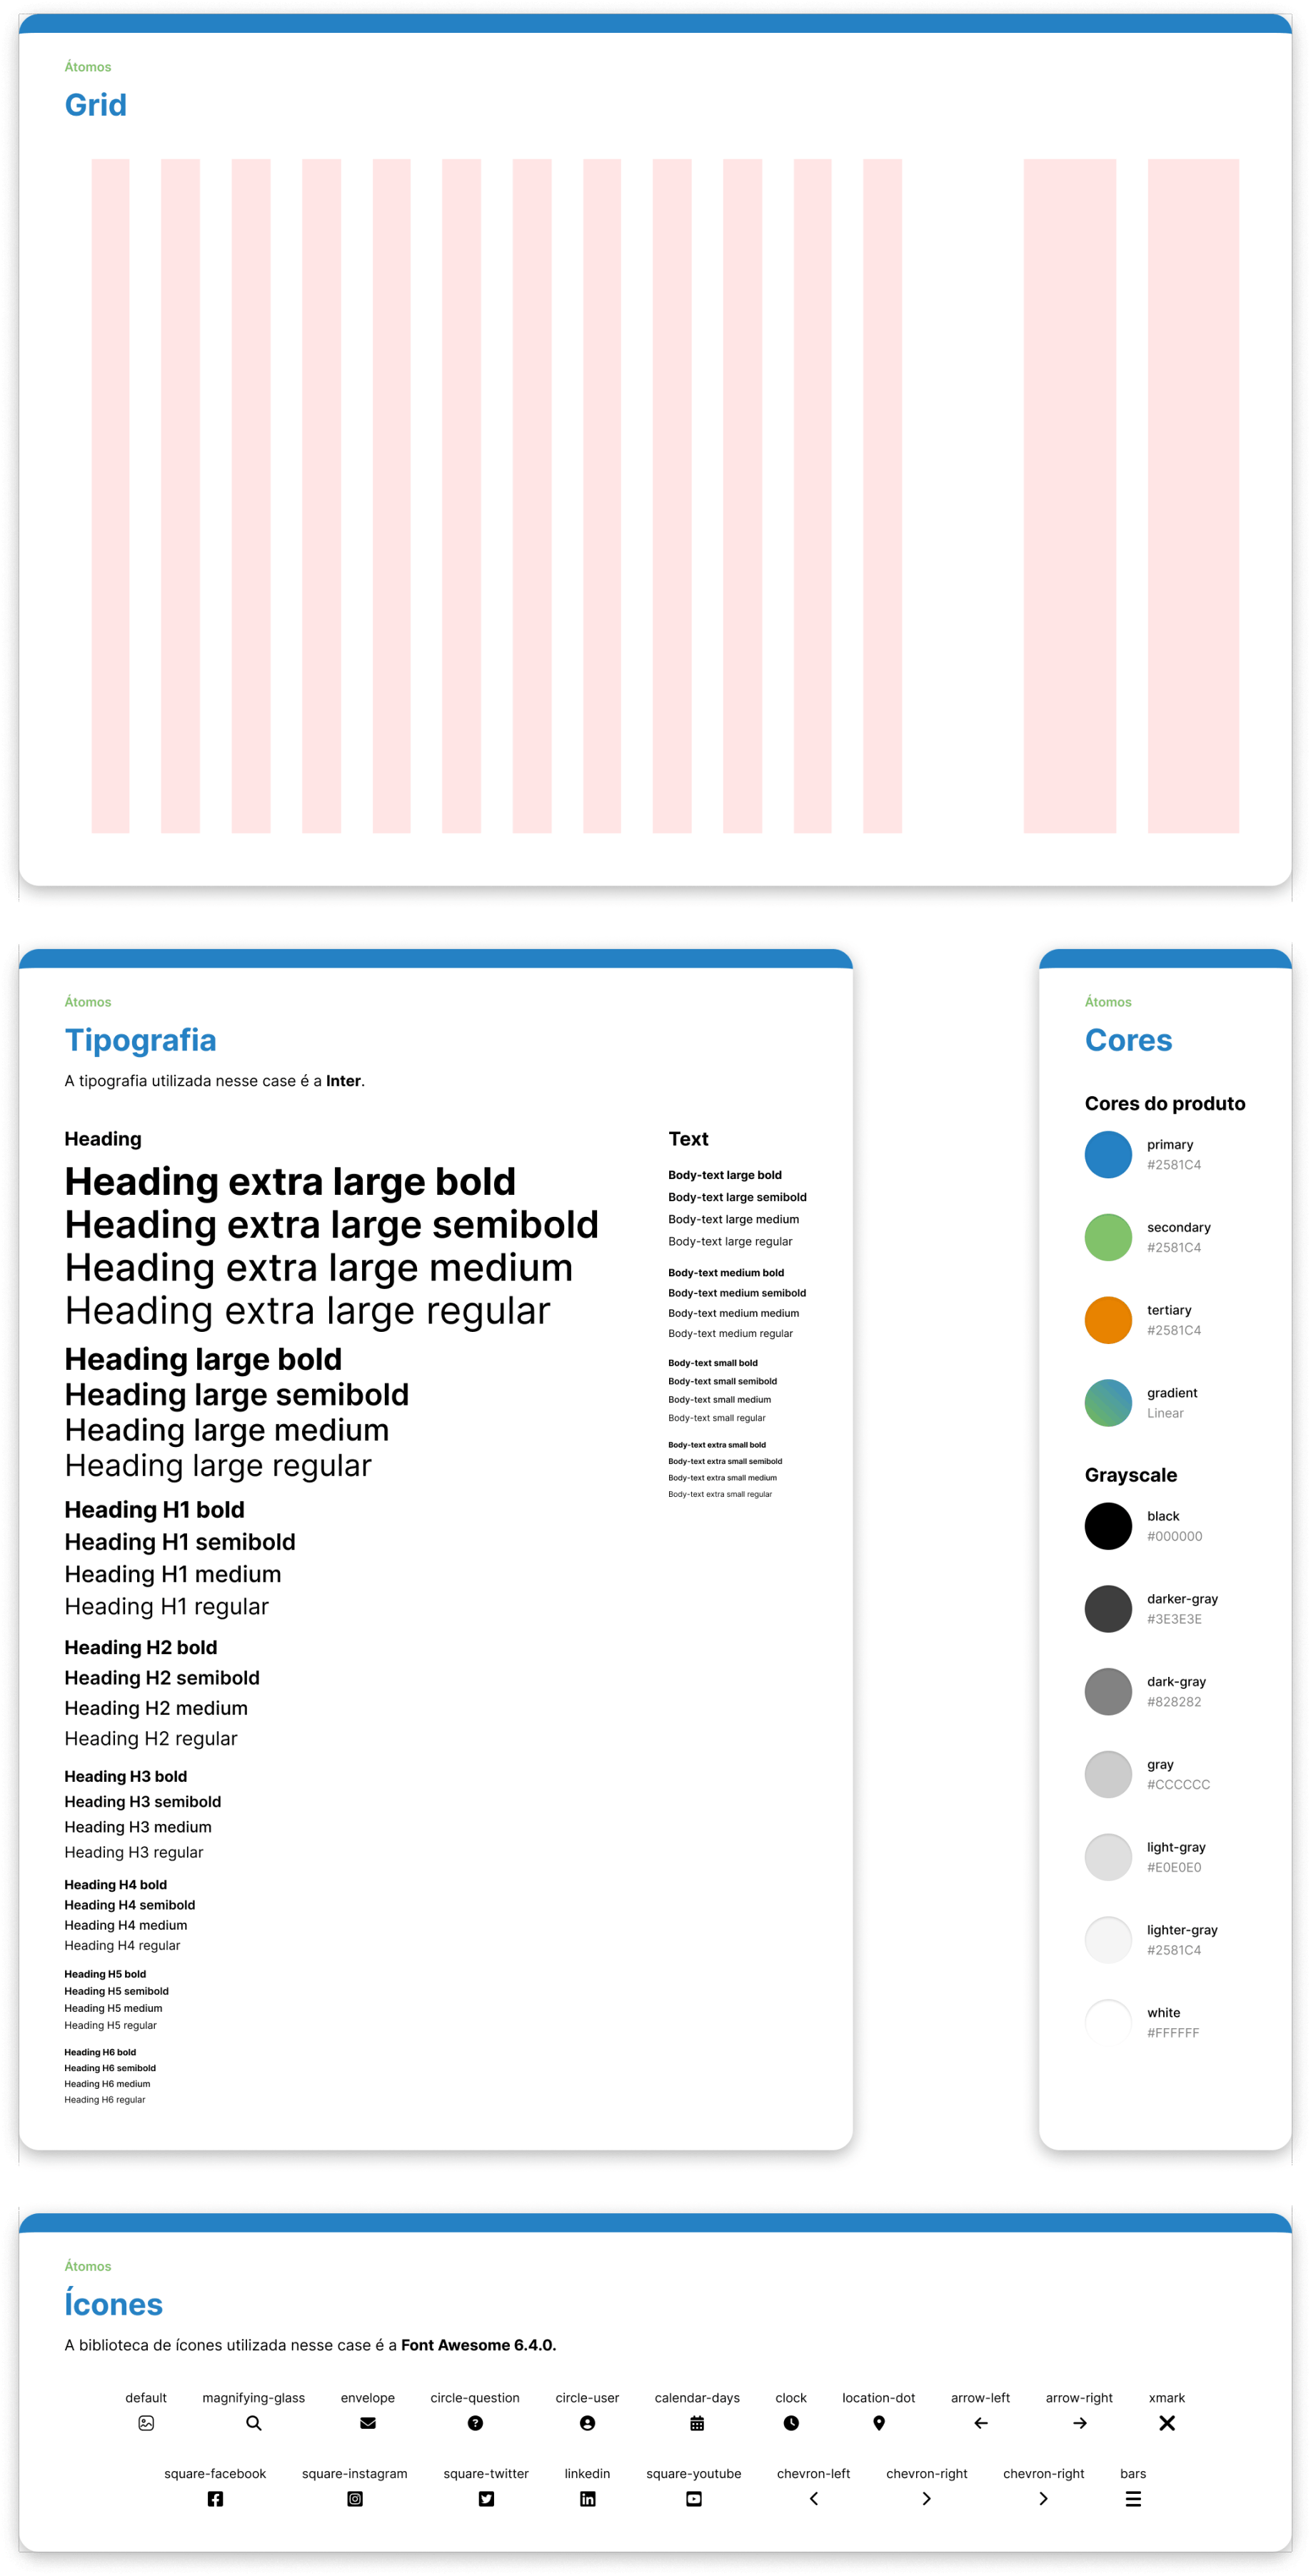 Átomos
Grid
Átomos
Tipografia
A tipografia utilizada nesse case é a Inter.
Heading
Heading extra large bold
Heading extra large semibold
Heading extra large medium
Heading extra large regular
Heading large bold
Heading large semibold
Heading large medium
Heading large regular
Heading H1 bold
Heading H1 semibold
Heading H1 medium
Heading H1 regular
Heading H2 bold
Heading H2 semibold
Heading H2 medium
Heading H2 regular
Heading H3 bold
Heading H3 semibold
Heading H3 medium
Heading H3 regular
Heading H4 bold
Heading H4 semibold
Heading H4 medium
Heading H4 regular
Heading H5 bold
Heading H5 semibold
Heading H5 medium
Heading H5 regular
Heading H6 bold
Heading H6 semibold
Heading H6 medium
Heading H6 regular
Text
Body-text large bold
Body-text large semibold
Body-text large medium
Body-text large regular
Body-text medium bold
Body-text medium semibold
Body-text medium medium
Body-text medium regular
Body-text small bold
Body-text small semibold
Body-text small medium
Body-text small regular
Body-text extra small bold
Body-text extra small semibold
Body-text extra small medium
Body-text extra small regular
Átomos
Cores
Cores do produto
primary
#2581C4
secondary
#2581C4
tertiary
#2581C4
gradient
Linear
Grayscale
black
#000000
darker-gray
#3E3E3E
dark-gray
#828282
gray
#CCCCCC
light-gray
#E0E0E0
lighter-gray
#2581C4
white
#FFFFFF
Átomos
Ícones
A biblioteca de ícones utilizada nesse case é a Font Awesome 6.4.0.
default magnifying-glass envelope circle-question circle-user calendar-days clock location-dot arrow-left arrow-right xmark
square-facebook square-instagram square-twitter linkedin square-youtube chevron-left chevron-right chevron-right bars